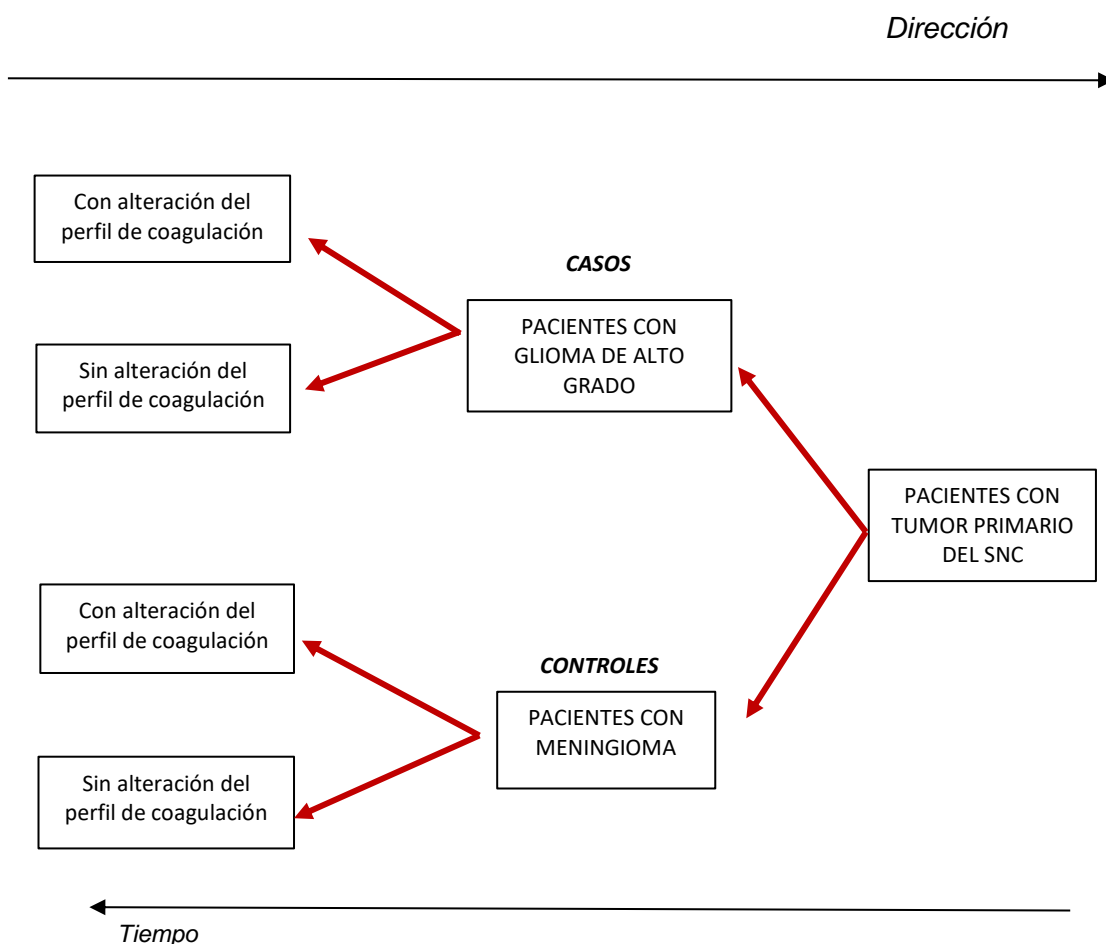 Dirección
Con alteración del
perfil de coagulación
CASOS
PACIENTES CON
GLIOMA DE ALTO
GRADO
Sin alteración del
perfil de coagulación
PACIENTES CON
TUMOR PRIMARIO
DEL SNC
Con alteración del
perfil de coagulación
CONTROLES
PACIENTES CON
MENINGIOMA
Sin alteración del
perfil de coagulación
Tiempo